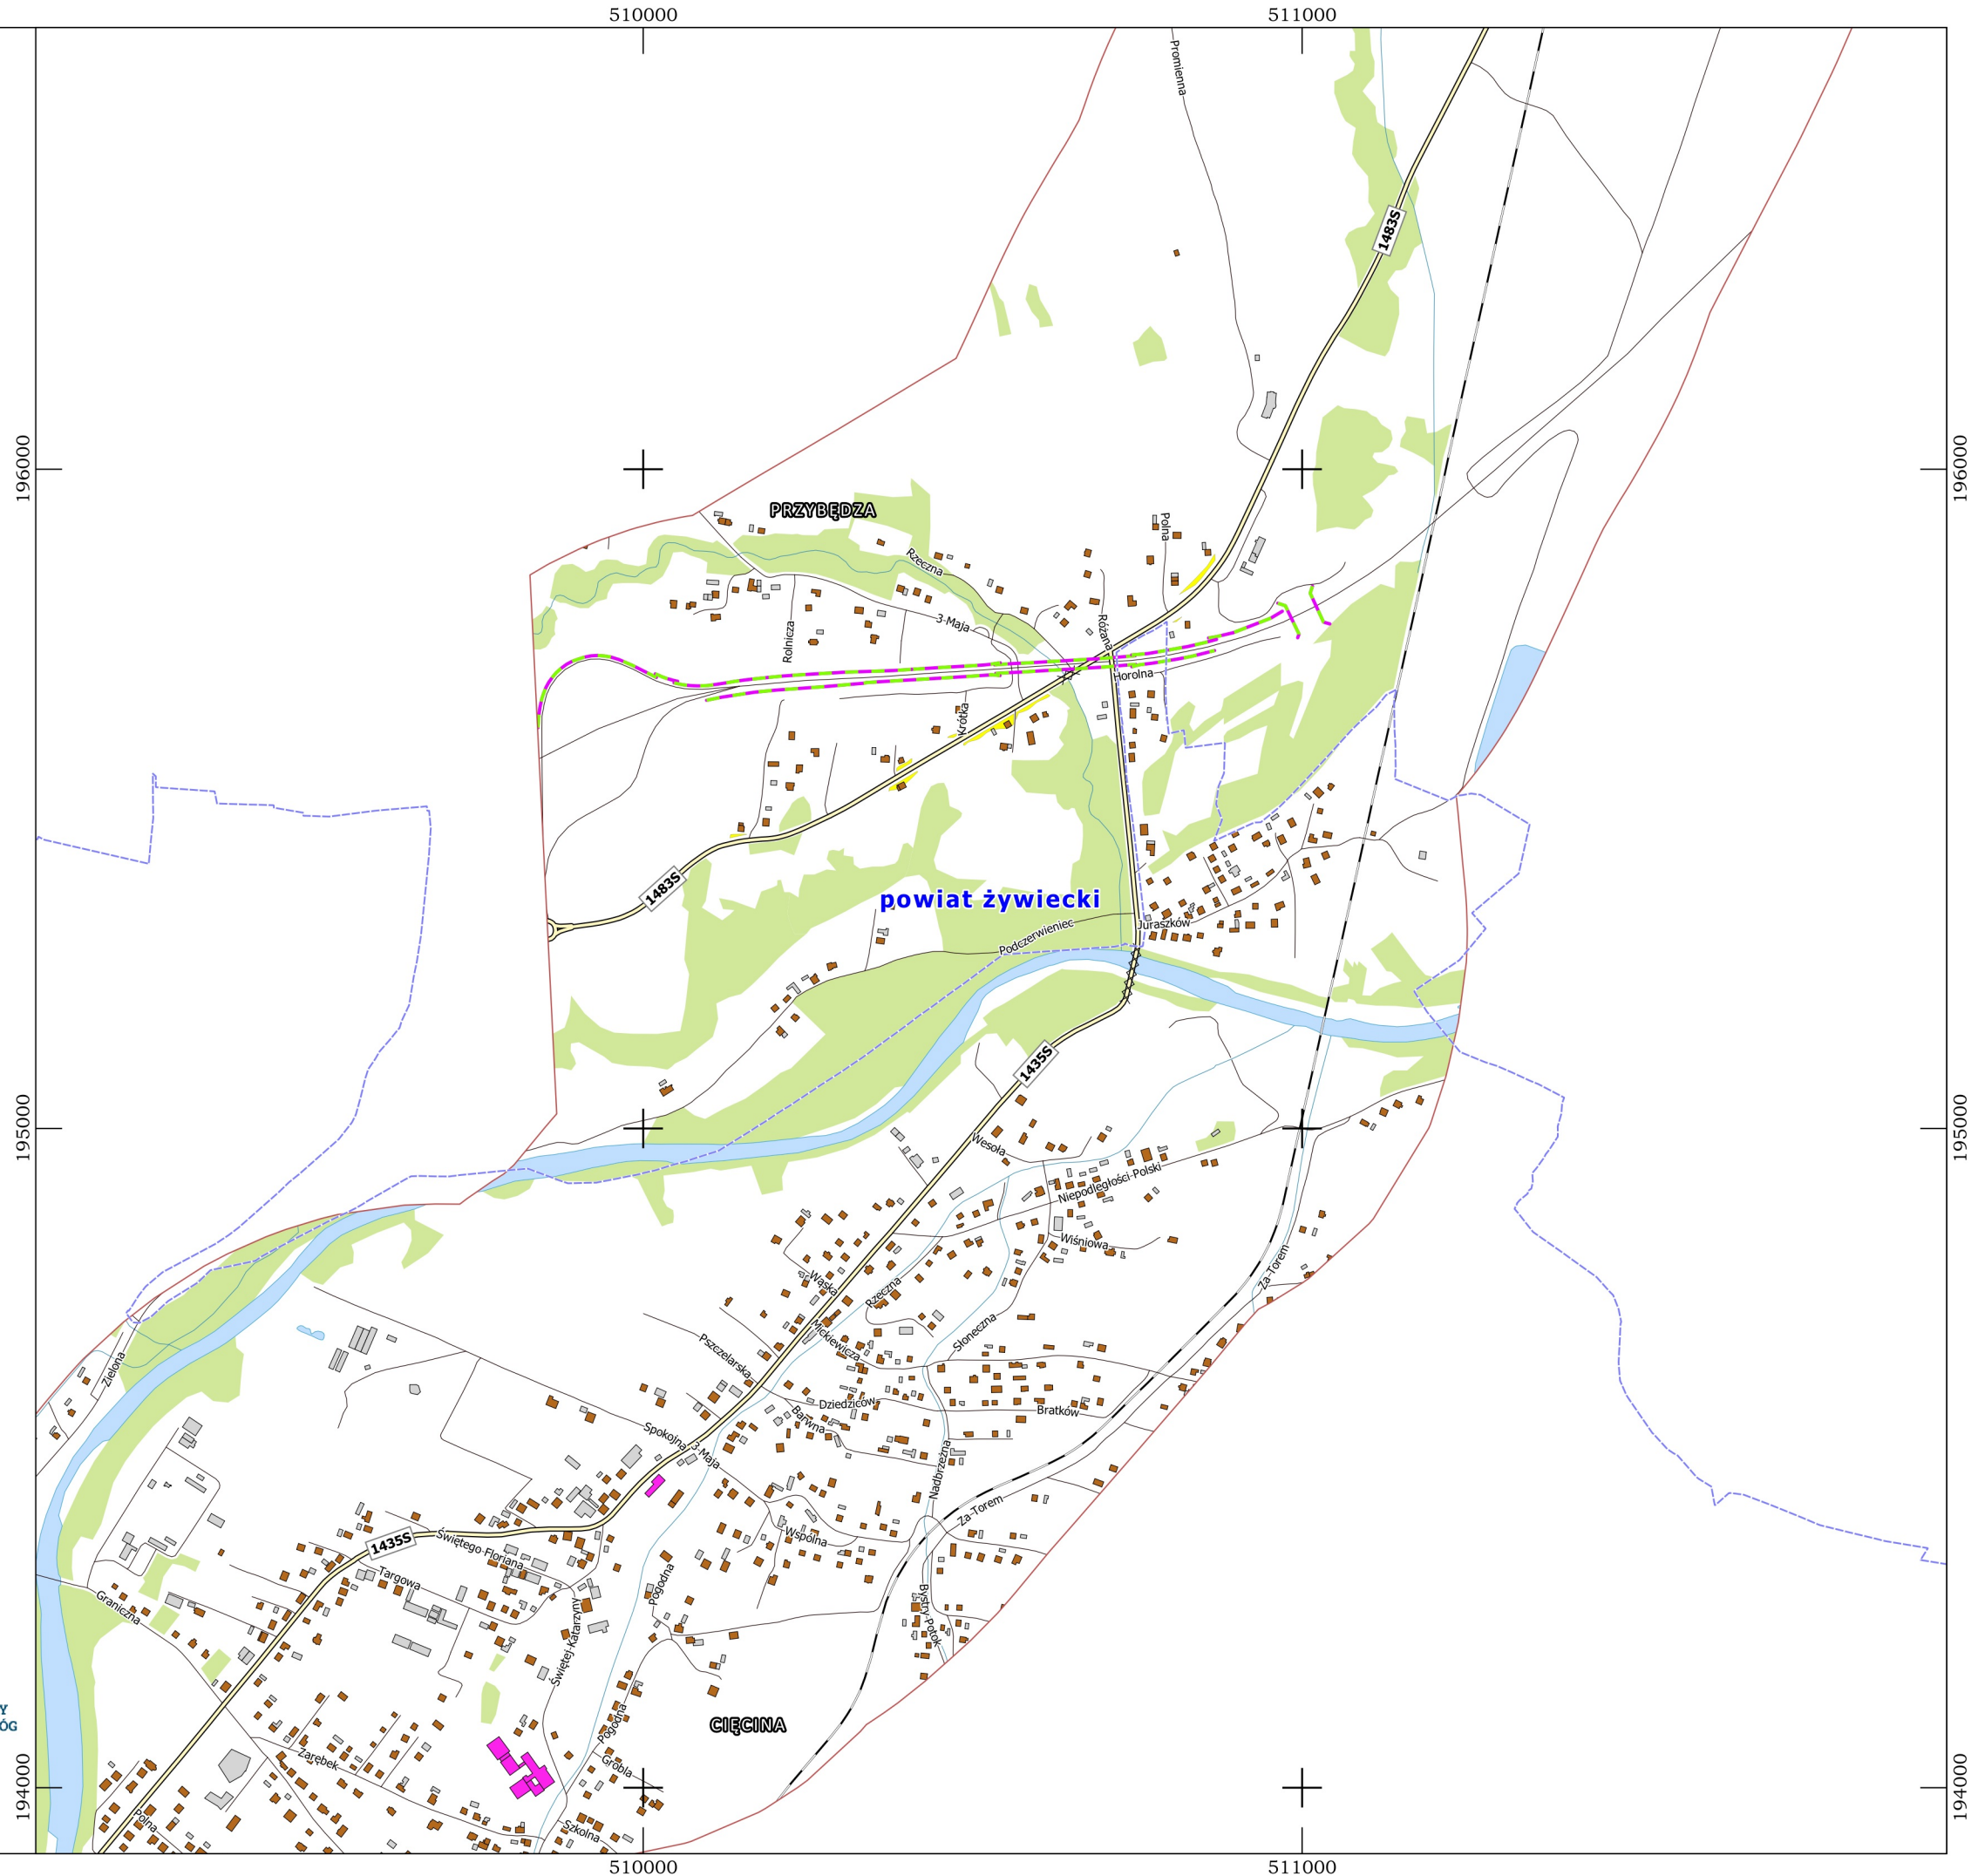 510000
511000
Promienna
1483S
196000
196000
PRZYBĘDZA
Polna
Rzeczna
3-Maja
Rolnicza
Różana
Horolna
Krótka
1483S
powiat żywiecki
Podczerwieniec
Juraszków
1435S
195000
195000
Wesoła
Niepodległości-Polski
Wiśniowa
Za-Torem
Wąska
Rzeczna
Mickiewicza
Słoneczna
Pszczelarska
Zielona
Dziedziców
Barwna
Bratków
Spokojna
3-Maja
Nadbrzeżna
Za-Torem
1435S
Świętego-Floriana
Wspólna
Targowa
Pogodna
Graniczna
Świętej-Katarzyny
Bystry-Potok
Y
ÓG
Pogodna
CIĘCINA
Zarębek
Grobla
194000
194000
Polna
Szkolna
510000
511000